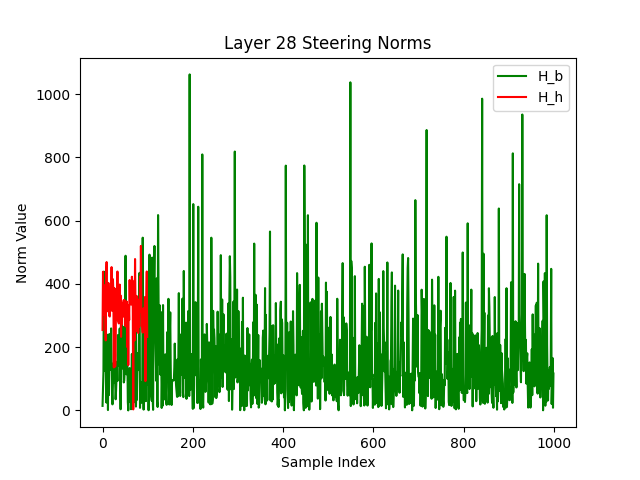 Layer 28 Steering Norms
H_b
H_h
1000
800
600
400
200
0
Norm Value
0 200 400 600 800 1000
Sample Index